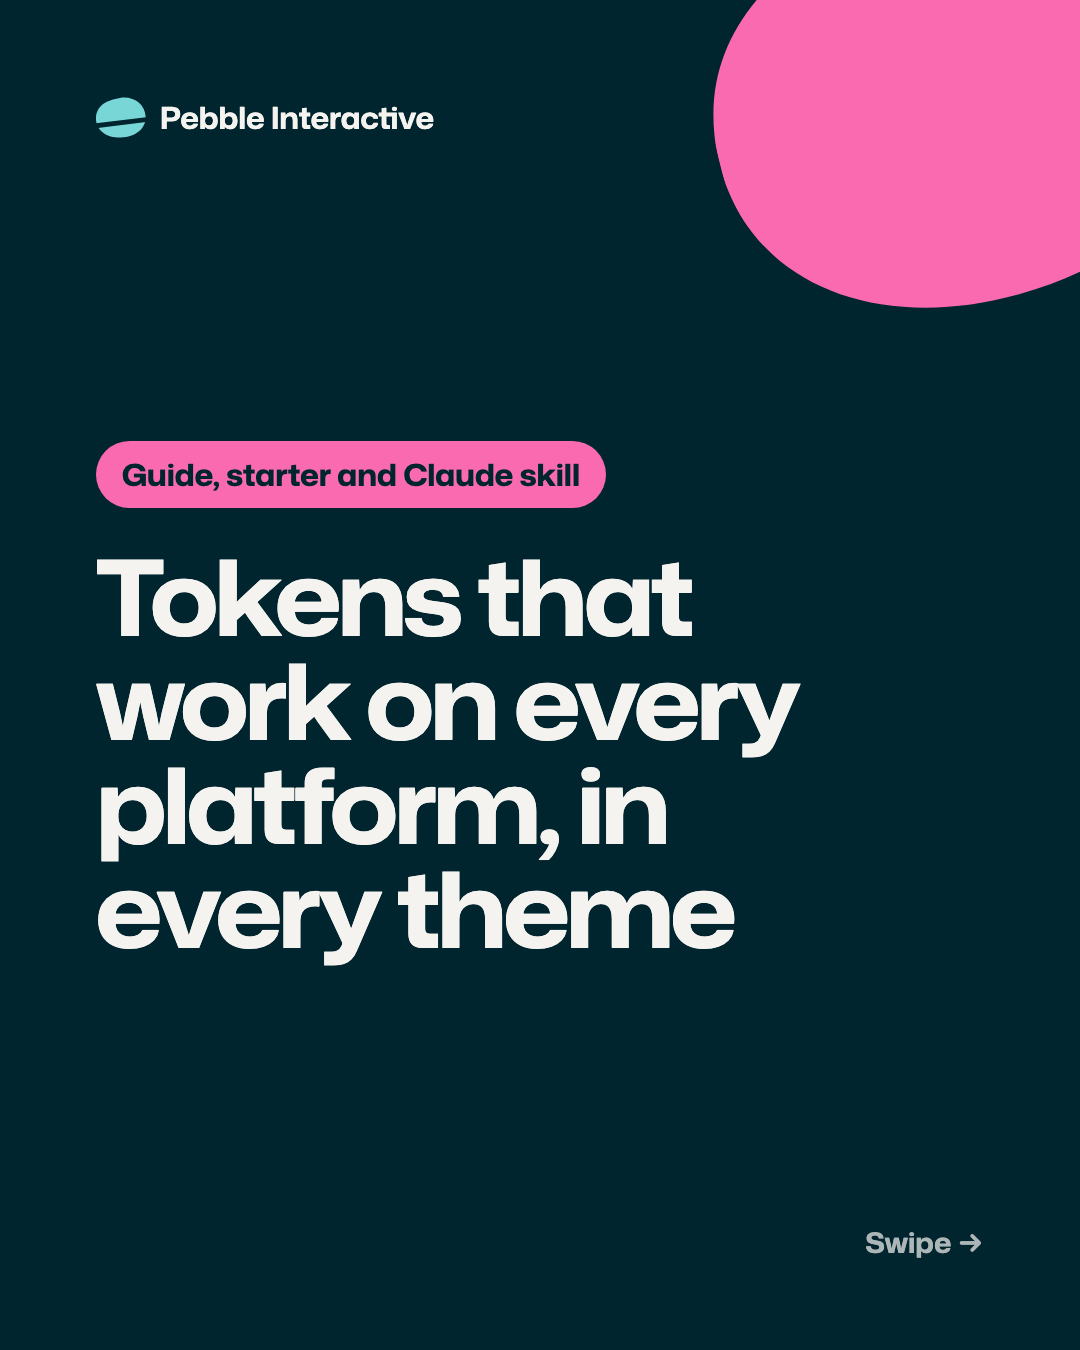 Pebble Interactive
Guide, starter and Claude skill
Tokens that
work on every
platform, in
every theme
Swipe →